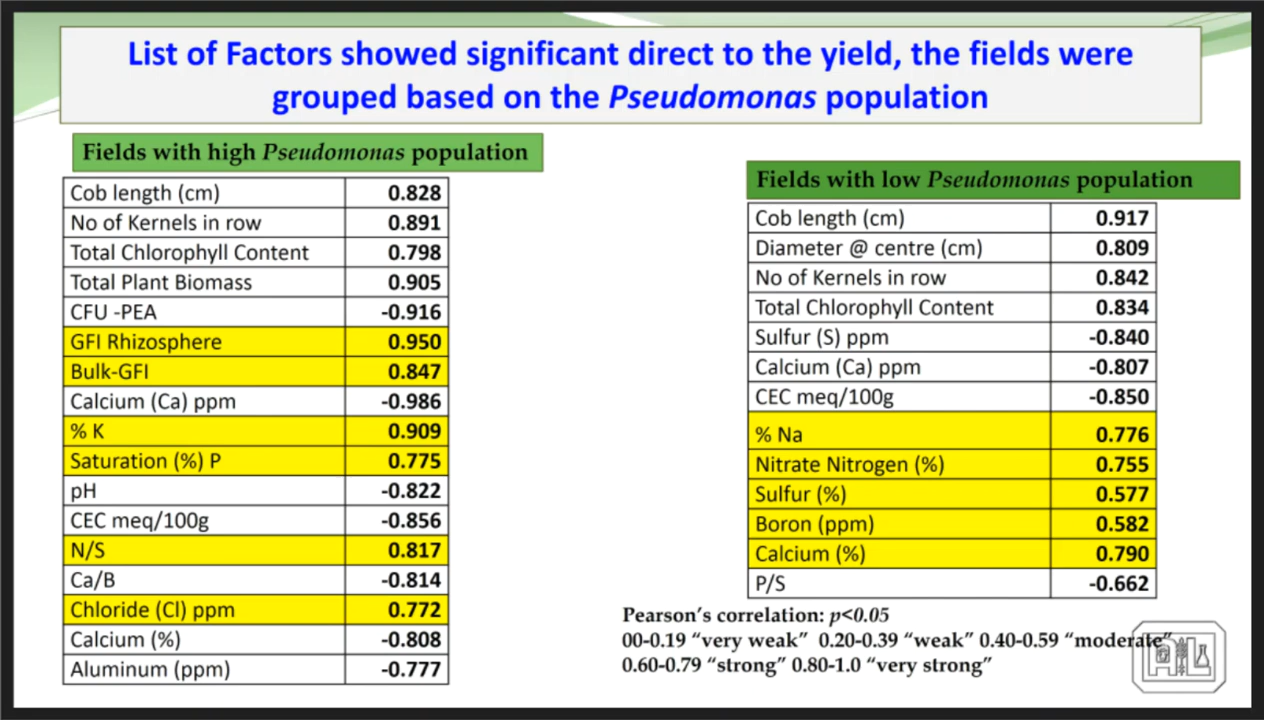 List of Factors showed significant direct to the yield, the fields were
grouped based on the Pseudomonas population
Fields with high Pseudomonas population
Cob length (cm) 0.828
No of Kernels in row 0.891
Total Chlorophyll Content 0.798
Total Plant Biomass 0.905
CFU -PEA -0.916
GFI Rhizosphere 0.950
Bulk-GFI 0.847
Calcium (Ca) ppm -0.986
% K 0.909
Saturation (%) P 0.775
pH -0.822
CEC meq/100g -0.856
N/S 0.817
Ca/B -0.814
Chloride (Cl) ppm 0.772
Calcium (%) -0.808
Aluminum (ppm) -0.777
Fields with low Pseudomonas population
Cob length (cm) 0.917
Diameter @ centre (cm) 0.809
No of Kernels in row 0.842
Total Chlorophyll Content 0.834
Sulfur (S) ppm -0.840
Calcium (Ca) ppm -0.807
CEC meq/100g -0.850
% Na 0.776
Nitrate Nitrogen (%) 0.755
Sulfur (%) 0.577
Boron (ppm) 0.582
Calcium (%) 0.790
P/S -0.662
Pearson's correlation: p<0.05
00-0.19 "very weak" 0.20-0.39 "weak" 0.40-0.59 "moderate"
0.60-0.79 "strong" 0.80-1.0 "very strong"